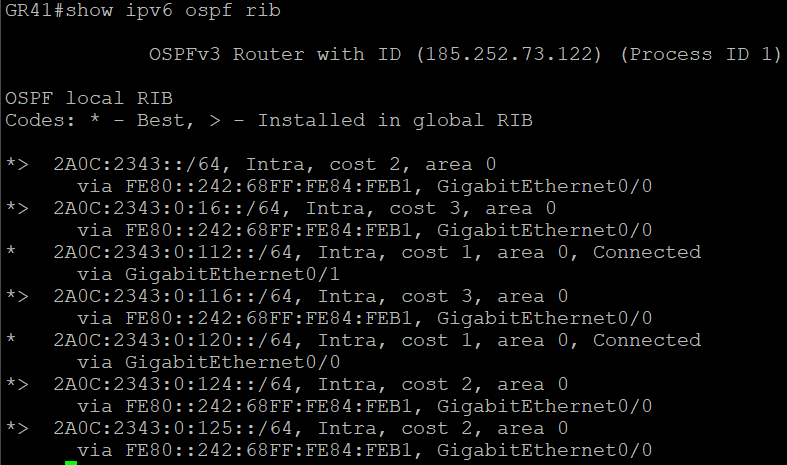 GR41#show ipv6 ospf rib
OSPFv3 Router with ID (185.252.73.122) (Process ID 1)
OSPF local RIB
Codes: * - Best, > - Installed in global RIB
*>  2A0C:2343::/64, Intra, cost 2, area 0
via FE80::242:68FF:FE84:FEB1, GigabitEthernet0/0
*>  2A0C:2343:0:16::/64, Intra, cost 3, area 0
via FE80::242:68FF:FE84:FEB1, GigabitEthernet0/0
*   2A0C:2343:0:112::/64, Intra, cost 1, area 0, Connected
via GigabitEthernet0/1
*>  2A0C:2343:0:116::/64, Intra, cost 3, area 0
via FE80::242:68FF:FE84:FEB1, GigabitEthernet0/0
*   2A0C:2343:0:120::/64, Intra, cost 1, area 0, Connected
via GigabitEthernet0/0
*>  2A0C:2343:0:124::/64, Intra, cost 2, area 0
via FE80::242:68FF:FE84:FEB1, GigabitEthernet0/0
*>  2A0C:2343:0:125::/64, Intra, cost 2, area 0
via FE80::242:68FF:FE84:FEB1, GigabitEthernet0/0